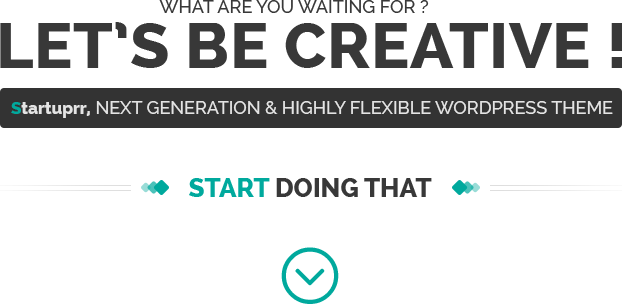 WHAT ARE YOU WAITING FOR ?
LET'S BE CREATIVE !
Startuprr, NEXT GENERATION & HIGHLY FLEXIBLE WORDPRESS THEME
START DOING THAT